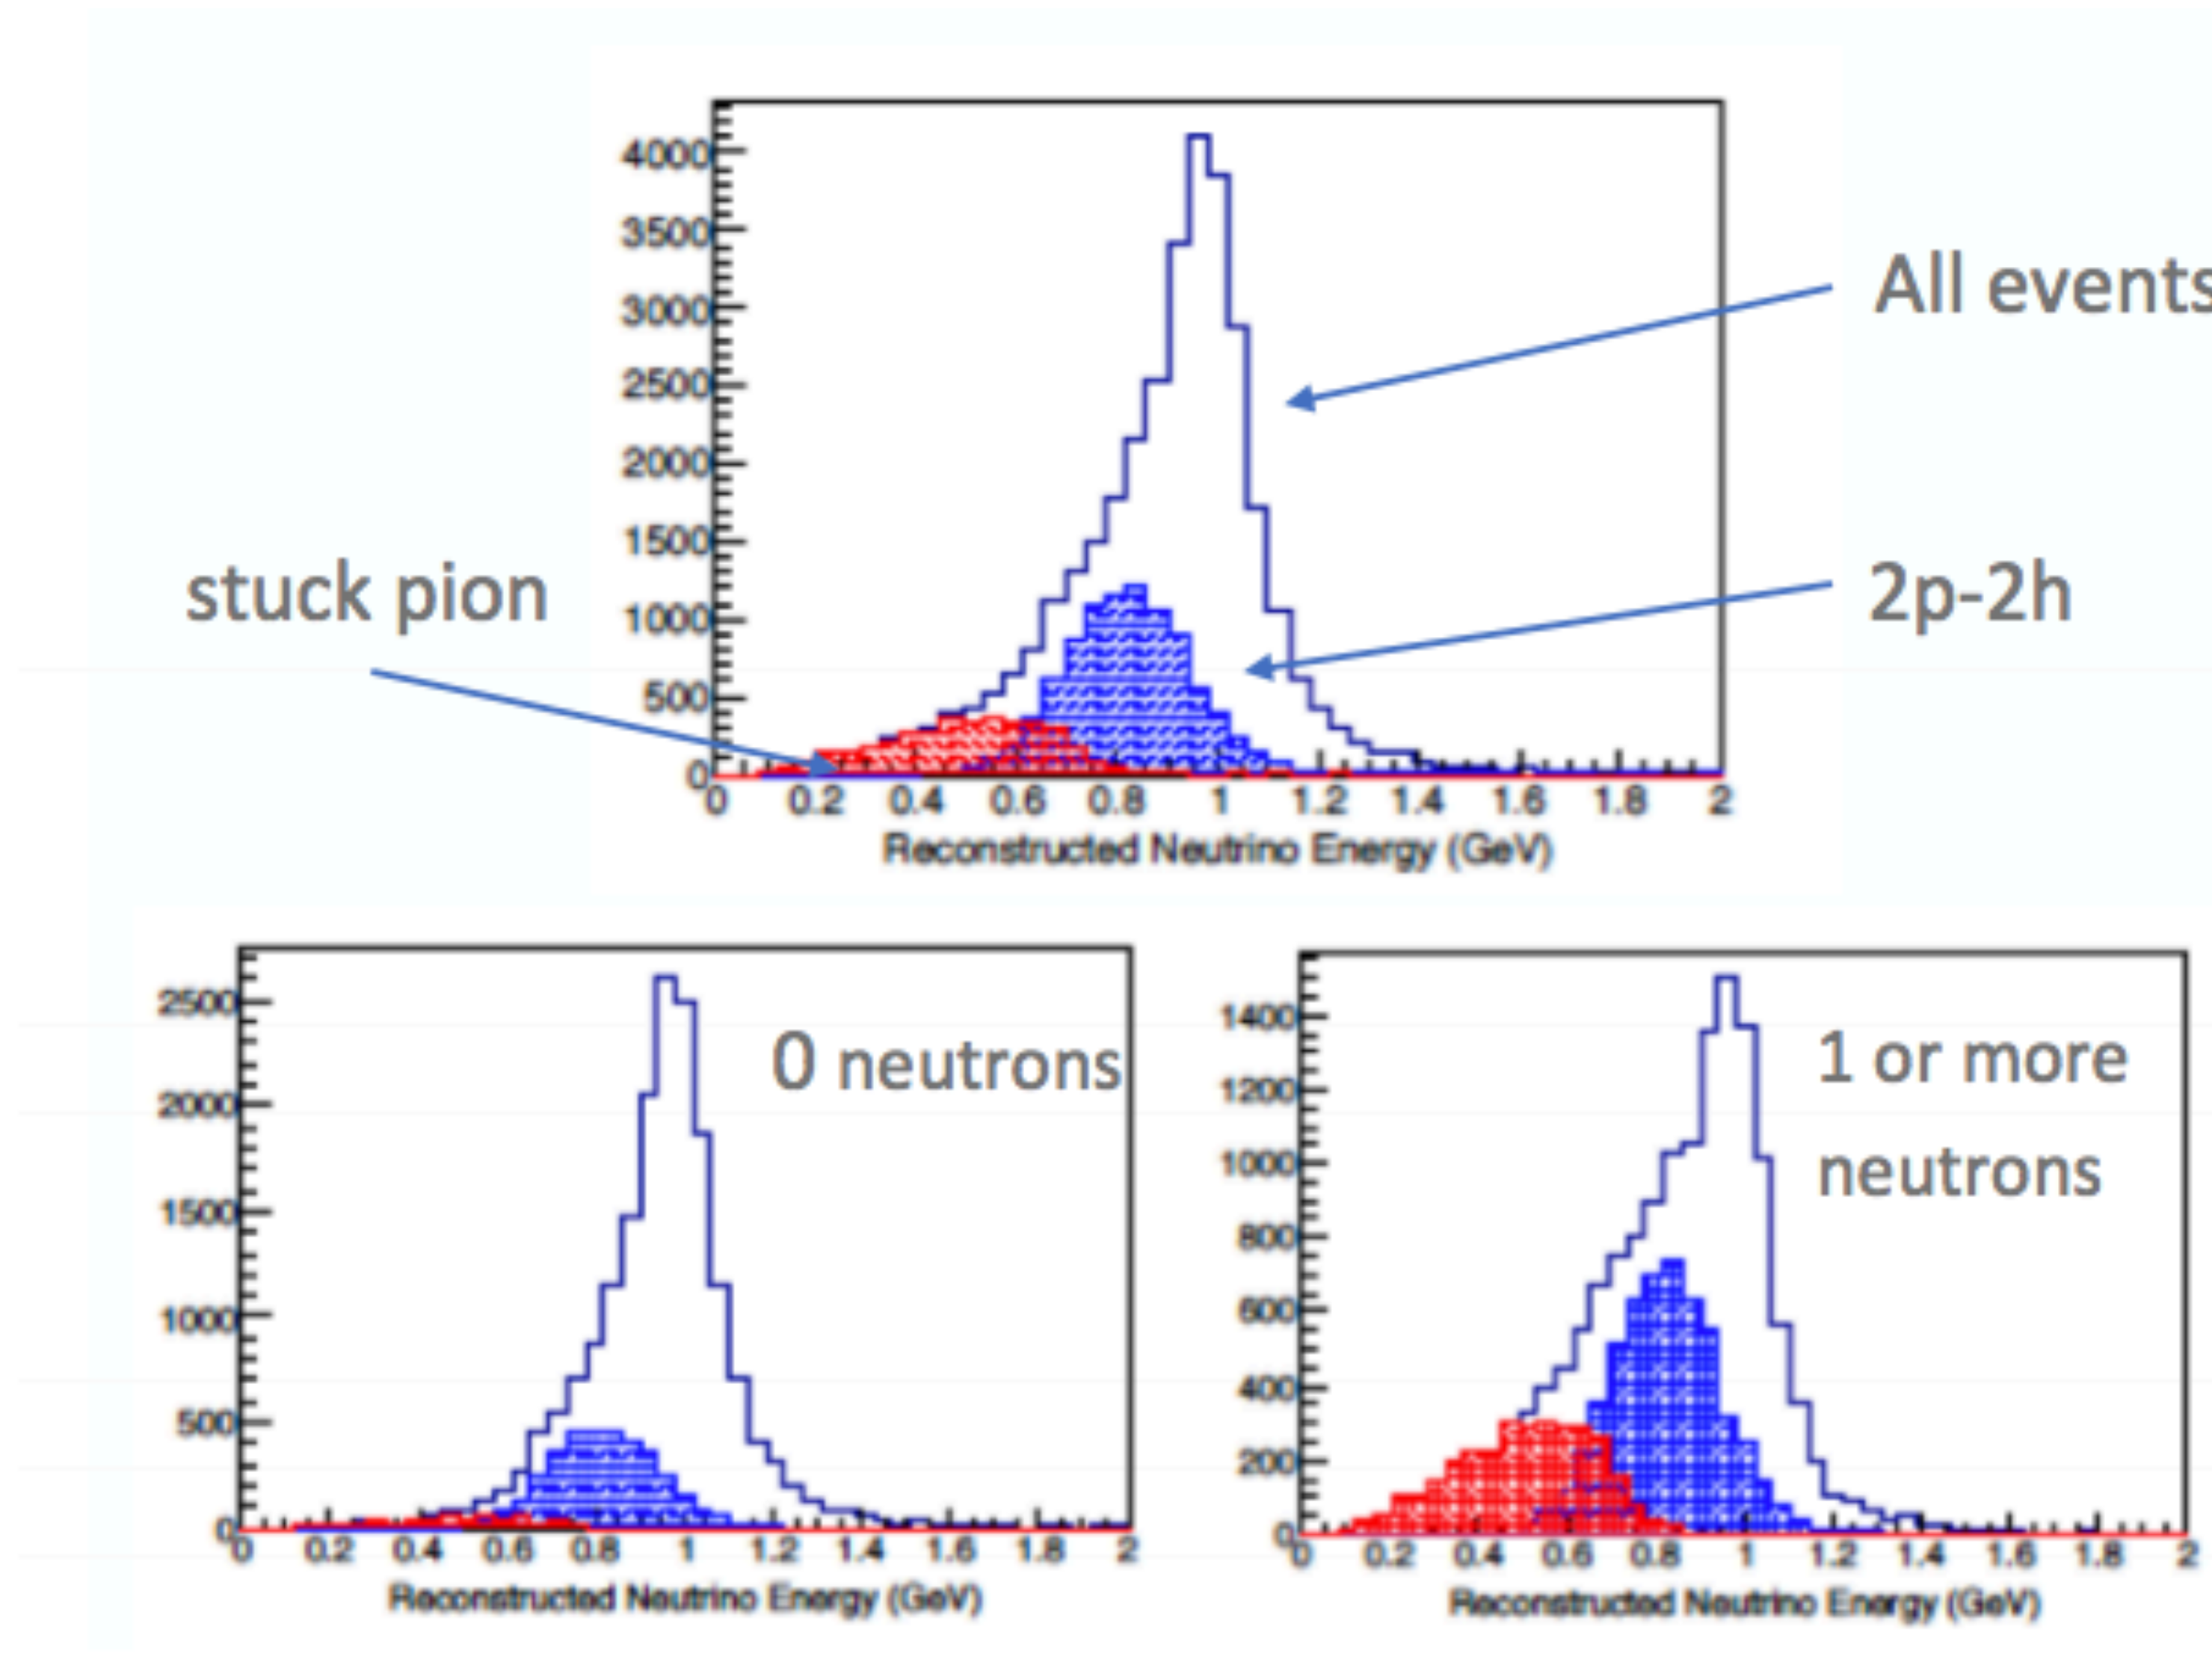 4000
3500
3000
2500
2000
1500
1000
500
0
0 0.2 0.4 0.6 0.8 1 1.2 1.4 1.6 1.8 2
Reconstructed Neutrino Energy (GeV)
All events
2p-2h
stuck pion
2500
2000
1500
1000
500
0
0 0.2 0.4 0.6 0.8 1 1.2 1.4 1.6 1.8 2
Reconstructed Neutrino Energy (GeV)
0 neutrons
1400
1200
1000
800
600
400
200
0
0 0.2 0.4 0.6 0.8 1 1.2 1.4 1.6 1.8 2
Reconstructed Neutrino Energy (GeV)
1 or more
neutrons